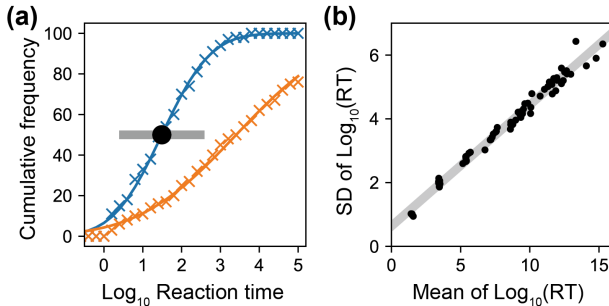 (a)
Cumulative frequency
100
80
60
40
20
0
0 1 2 3 4 5
Log₁₀ Reaction time
(b)
SD of Log₁₀(RT)
6
4
2
0
0 5 10 15
Mean of Log₁₀(RT)